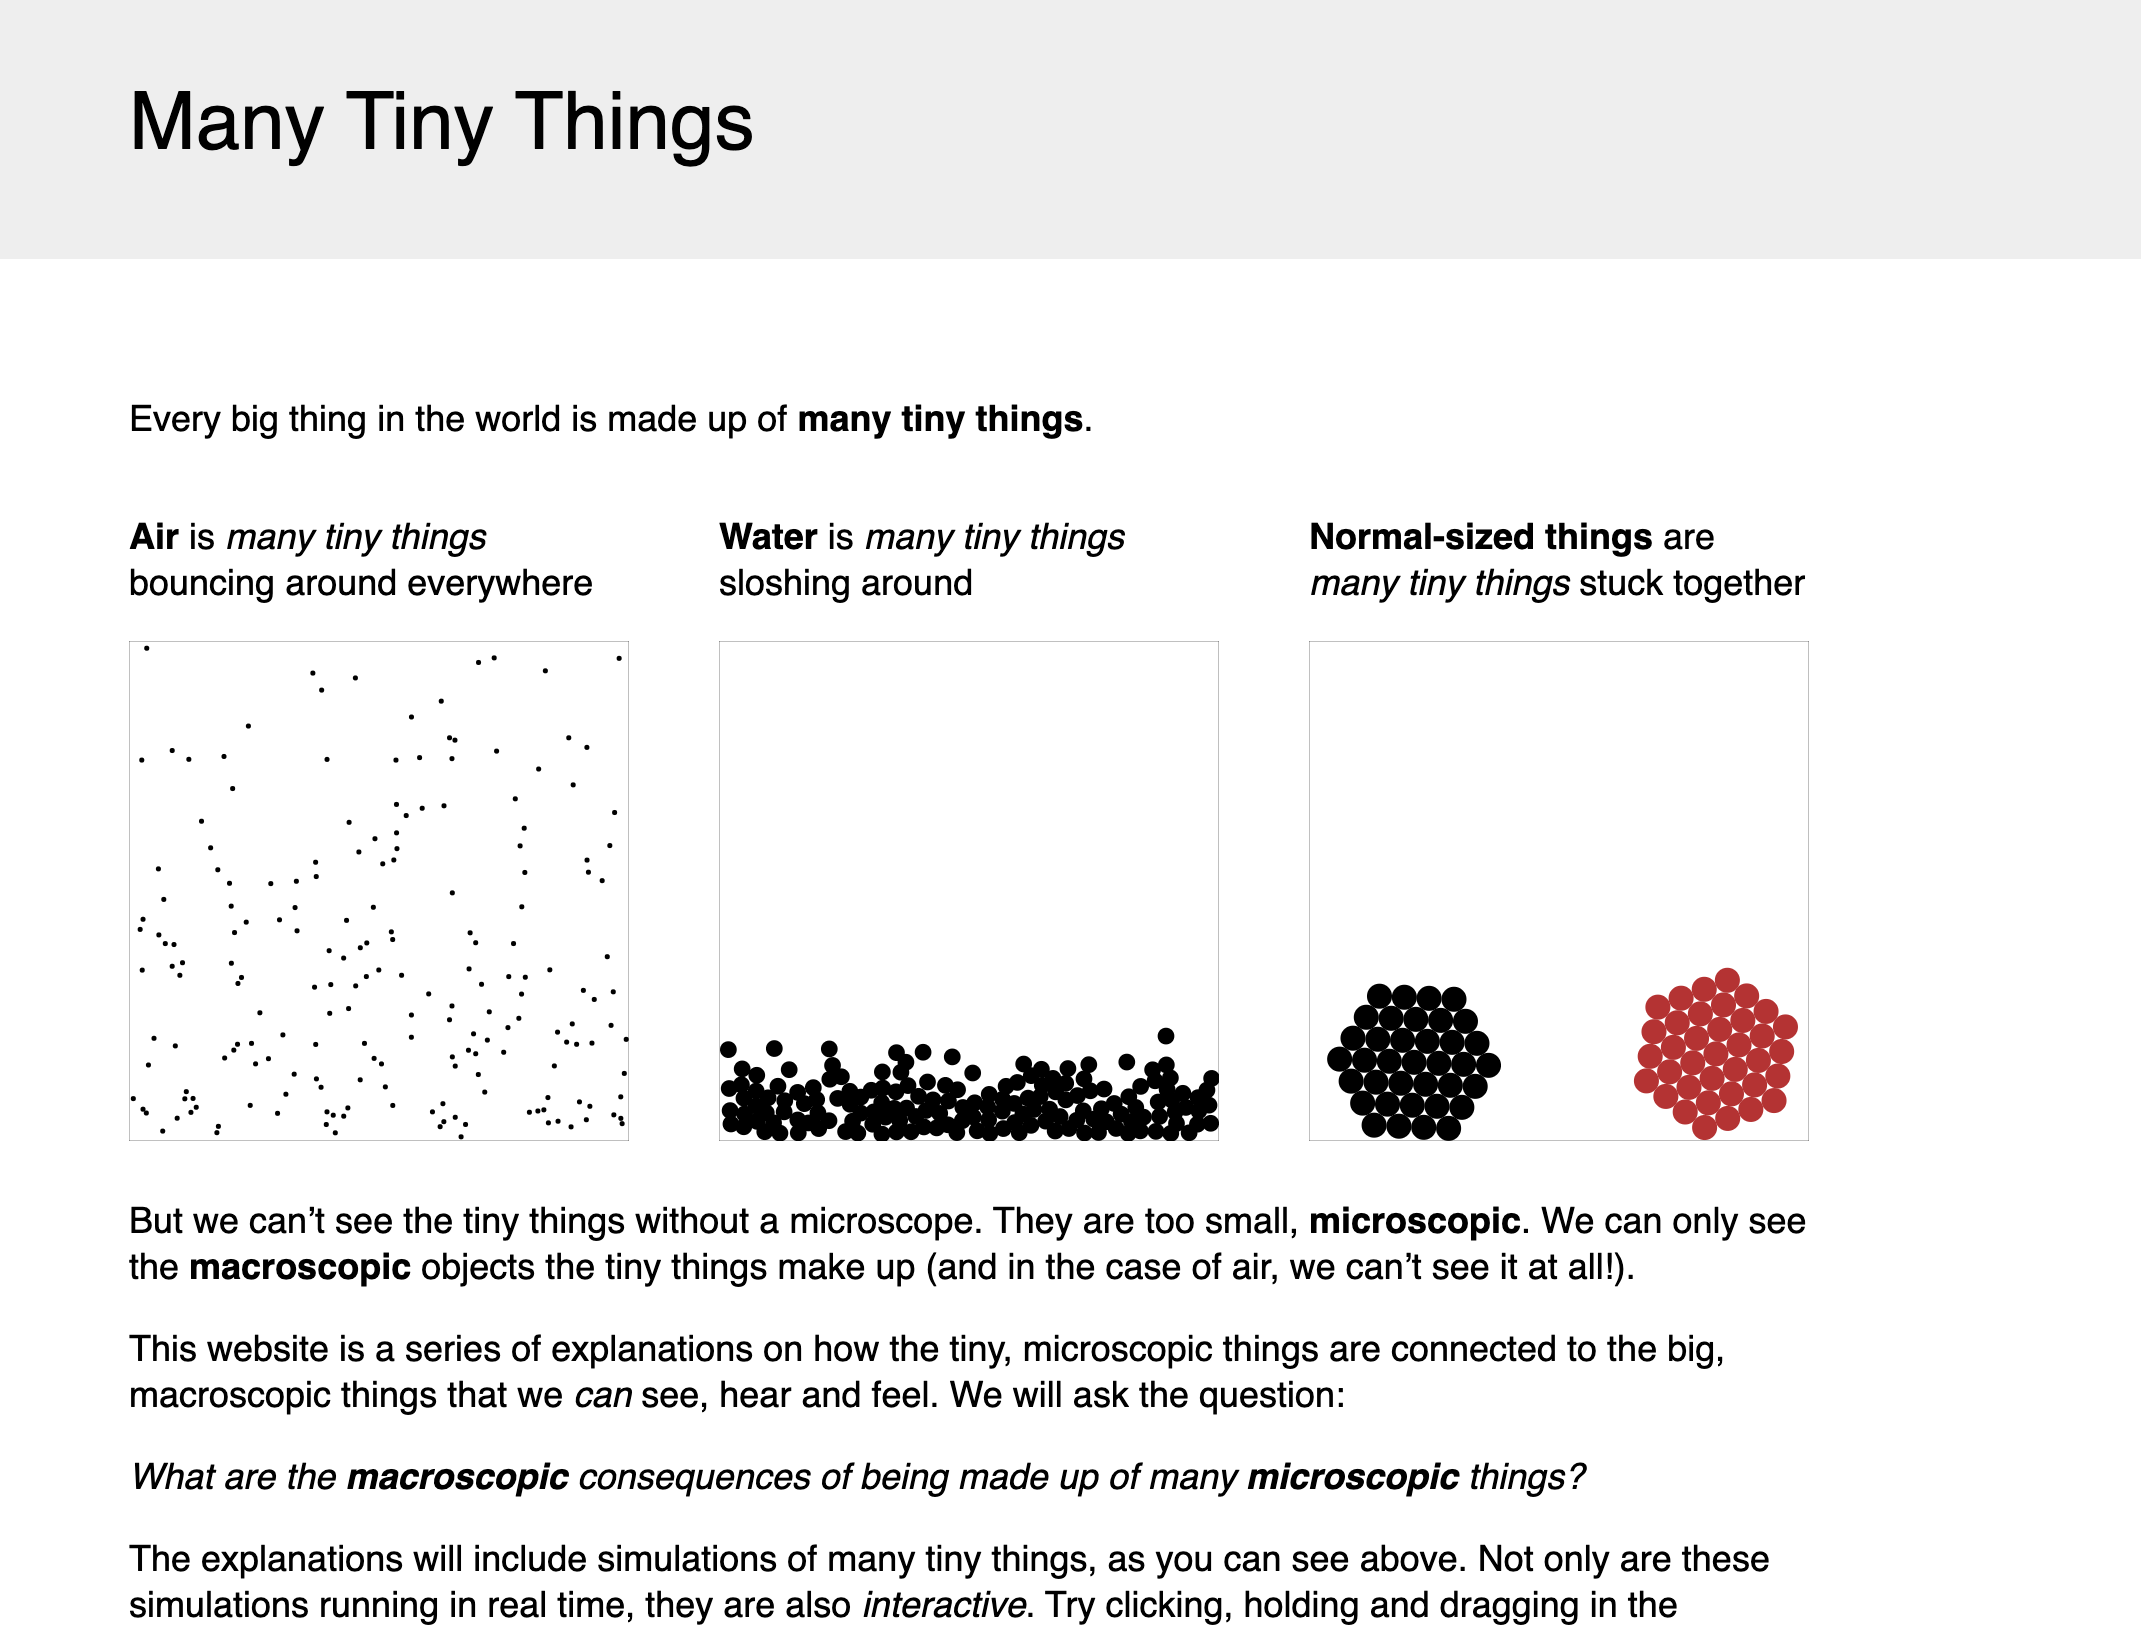 Many Tiny Things
Every big thing in the world is made up of many tiny things.
Air is many tiny things
bouncing around everywhere
Water is many tiny things
sloshing around
Normal-sized things are
many tiny things stuck together
But we can’t see the tiny things without a microscope. They are too small, microscopic. We can only see
the macroscopic objects the tiny things make up (and in the case of air, we can’t see it at all!).
This website is a series of explanations on how the tiny, microscopic things are connected to the big,
macroscopic things that we can see, hear and feel. We will ask the question:
What are the macroscopic consequences of being made up of many microscopic things?
The explanations will include simulations of many tiny things, as you can see above. Not only are these
simulations running in real time, they are also interactive. Try clicking, holding and dragging in the